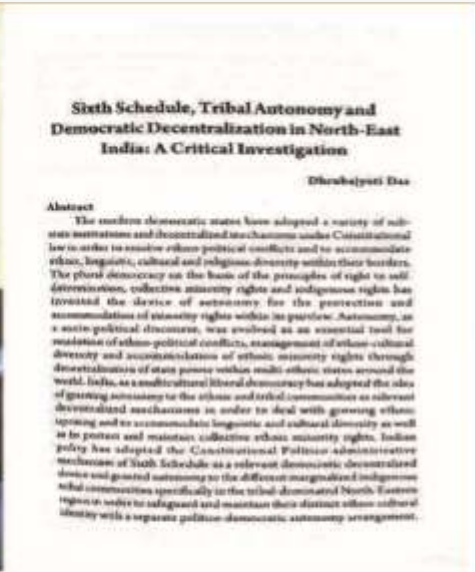 Sixth Schedule, Tribal Autonomy and
Democratic Decentralization in North-East
India: A Critical Investigation
Dhrubajyoti Das
Abstract
The modern democratic states have adopted a variety of sub-
state institutions and decentralized mechanisms under Constitutional
law in order to resolve ethno-political conflicts and to accommodate
ethnic, linguistic, cultural and religious diversity within their borders.
The plural democracy on the basis of the principles of right to self-
determination, collective minority rights and indigenous rights has
invented the device of autonomy for the protection and
accommodation of minority rights within its purview. Autonomy, as
a socio-political discourse, was evolved as an essential tool for
resolution of ethno-political conflicts, management of ethno-cultural
diversity and accommodation of ethnic minority rights through
decentralization of state power within multi-ethnic states around the
world. India, as a multicultural liberal democracy has adopted the idea
of granting autonomy to the ethnic and tribal communities as relevant
decentralized mechanisms in order to deal with growing ethnic
uprising and to accommodate linguistic and cultural diversity as well
as to protect and maintain collective ethnic minority rights. Indian
polity has adopted the Constitutional Politico-administrative
mechanism of Sixth Schedule as a relevant democratic decentralized
device and granted autonomy to the different marginalized indigenous
tribal communities specifically in the tribal-dominated North-Eastern
region in order to safeguard and maintain their distinct ethno-cultural
identity with a separate politico-democratic autonomy arrangement.